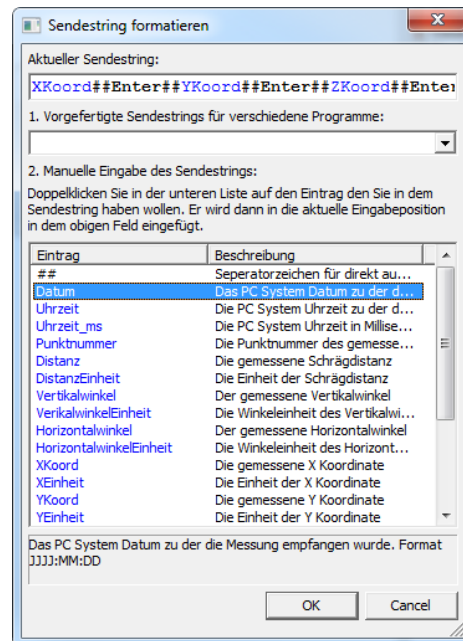 Sendestring formatieren
Aktueller Sendestring:
XKoord##Enter##YKoord##Enter##ZKoord##Enter
1. Vorgefertigte Sendestrings für verschiedene Programme:
2. Manuelle Eingabe des Sendestrings:
Doppelklicken Sie in der unteren Liste auf den Eintrag den Sie in dem
Sendestring haben wollen. Er wird dann in die aktuelle Eingabeposition
in dem obigen Feld eingefügt.
Eintrag Beschreibung
## Seperatorzeichen für direkt au...
Datum Das PC System Datum zu der d...
Uhrzeit Die PC System Uhrzeit zu der d...
Uhrzeit_ms Die PC System Uhrzeit in Millise...
Punktnummer Die Punktnummer des gemesse...
Distanz Die gemessene Schrägdistanz
DistanzEinheit Die Einheit der Schrägdistanz
Vertikalwinkel Der gemessene Vertikalwinkel
VerikalwinkelEinheit Die Winkeleinheit des Vertikalwi...
Horizontalwinkel Der gemessene Horizontalwinkel
HorizontalwinkelEinheit Die Winkeleinheit des Horizont...
XKoord Die gemessene X Koordinate
XEinheit Die Einheit der X Koordinate
YKoord Die gemessene Y Koordinate
YEinheit Die Einheit der Y Koordinate
Das PC System Datum zu der die Messung empfangen wurde. Format
JJJJ:MM:DD
OK Cancel